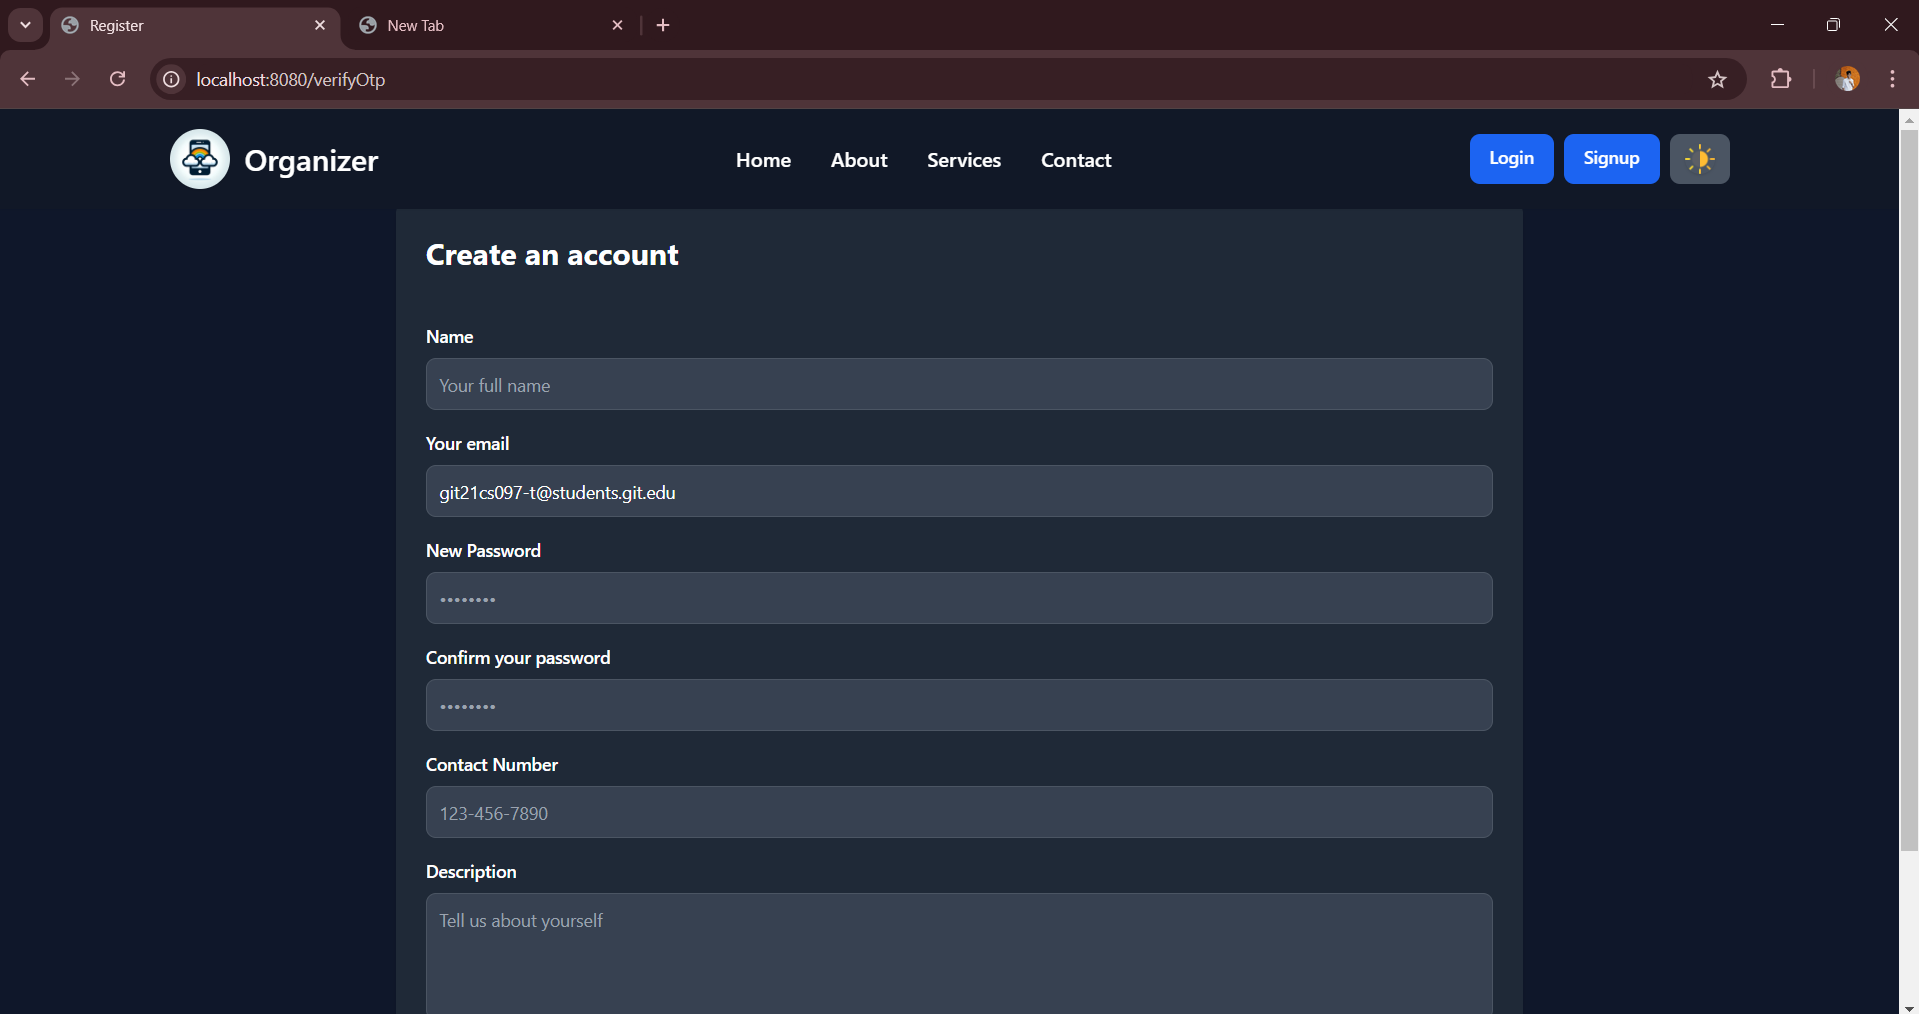 Register
New Tab
localhost:8080/verifyOtp
Organizer
Home
About
Services
Contact
Login
Signup
Create an account
Name
Your full name
Your email
git21cs097-t@students.git.edu
New Password
••••••••
Confirm your password
••••••••
Contact Number
123-456-7890
Description
Tell us about yourself